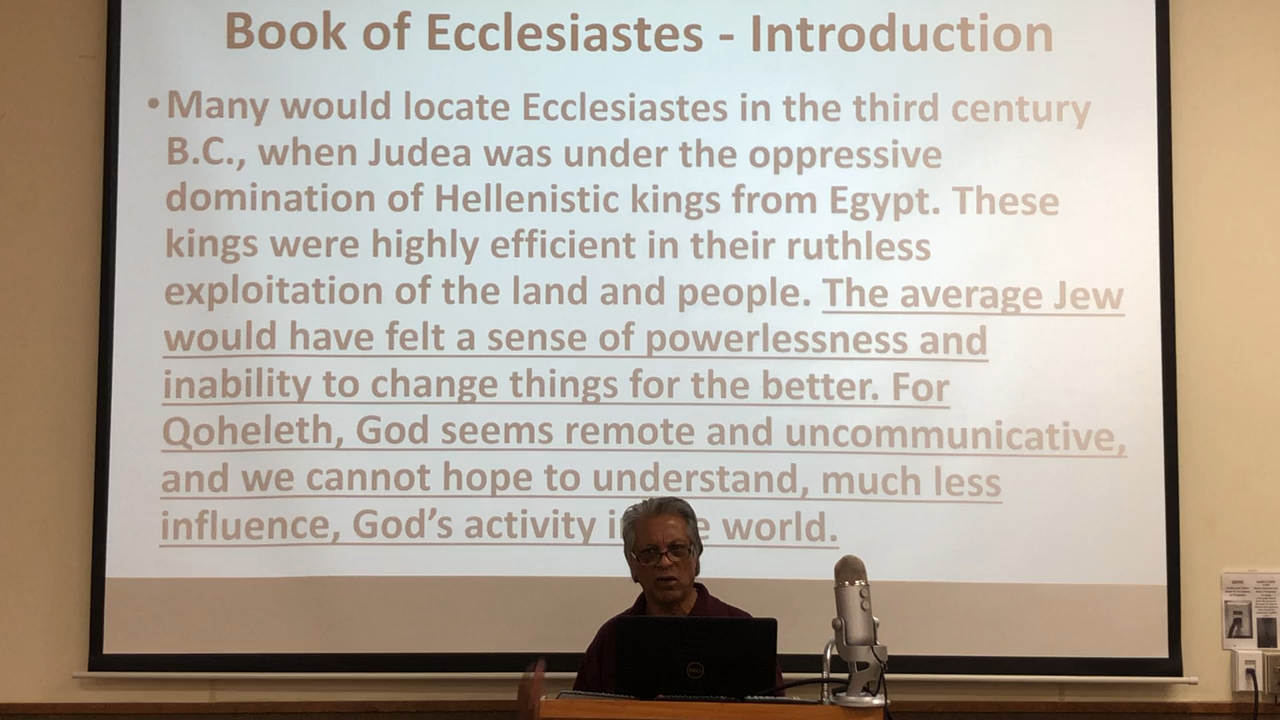 Book of Ecclesiastes - Introduction
• Many would locate Ecclesiastes in the third century
B.C., when Judea was under the oppressive
domination of Hellenistic kings from Egypt. These
kings were highly efficient in their ruthless
exploitation of the land and people. The average Jew
would have felt a sense of powerlessness and
inability to change things for the better. For
Qoheleth, God seems remote and uncommunicative,
and we cannot hope to understand, much less
influence, God's activity world.
DELL